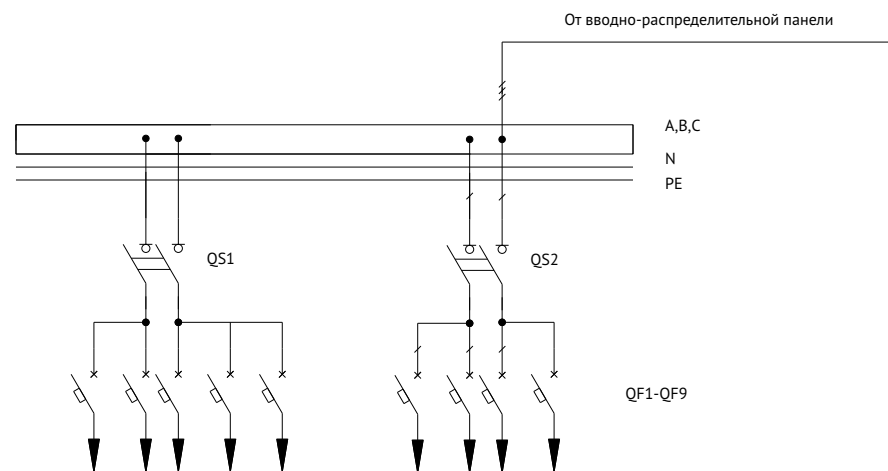 От вводно-распределительной панели
A,B,C
N
PE
QS1
QS2
QF1-QF9